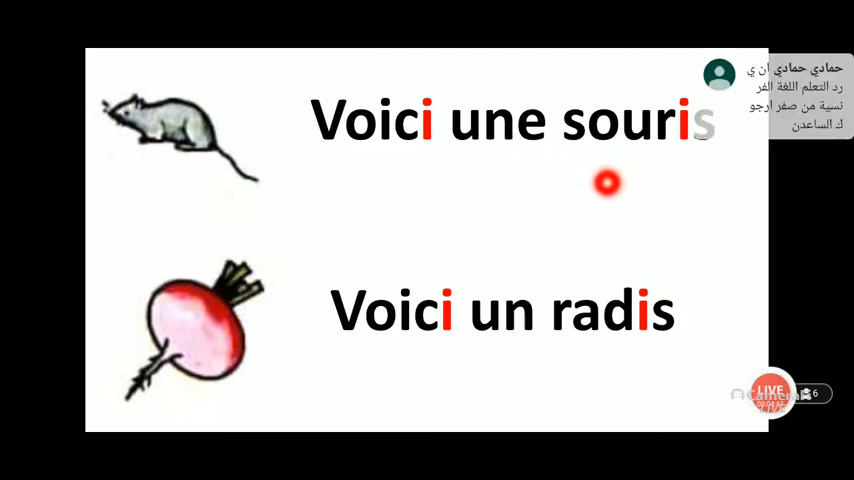 Voici une souris
حمادي حمادي ان ي
رد التعلم اللغة الفر
نسية من صفر ارجو
ك الساعدن
Voici un radis
LIVE
6